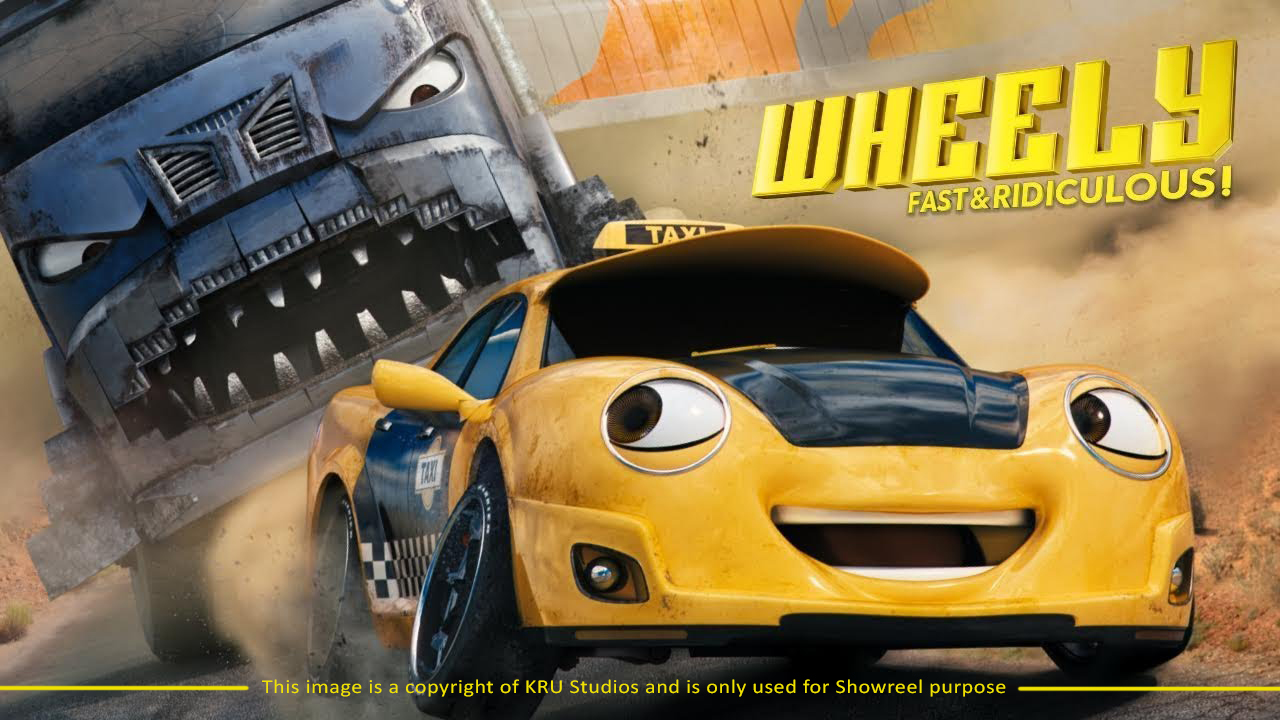 WHEELY
FAST & RIDICULOUS!
TAXI
TAXI
This image is a copyright of KRU Studios and is only used for Showreel purpose